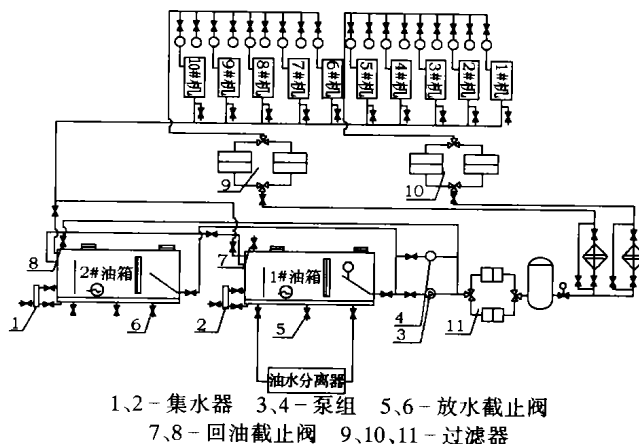 10#机 9#机 8#机 7#机 6#机 5#机 4#机 3#机 2#机 1#机
9 10
8 2#油箱 7 1#油箱
1 6 2 5 4 3 11
油水分离器
1、2-集水器 3、4-泵组 5、6-放水截止阀
7、8-回油截止阀 9、10、11-过滤器